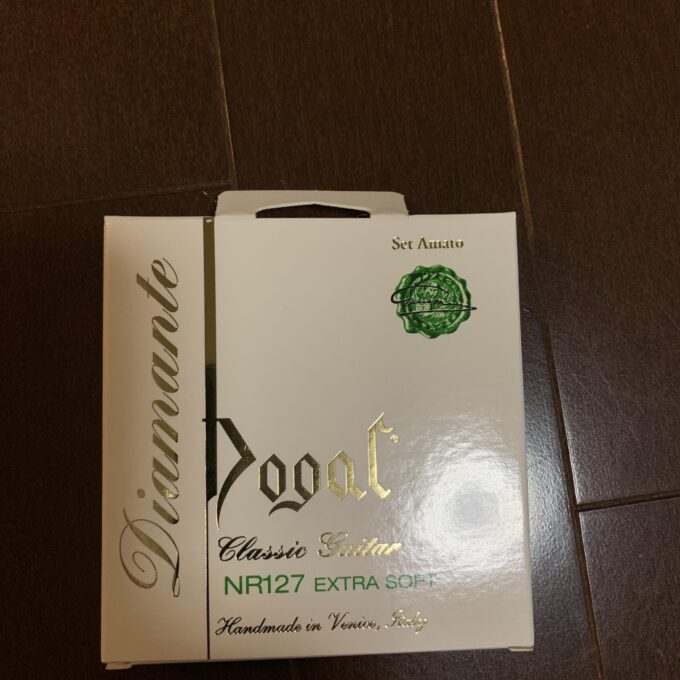 Set Amato
Diamante
Dogal®
Classic Guitar
NR127 EXTRA SOFT
Handmade in Venice, Italy